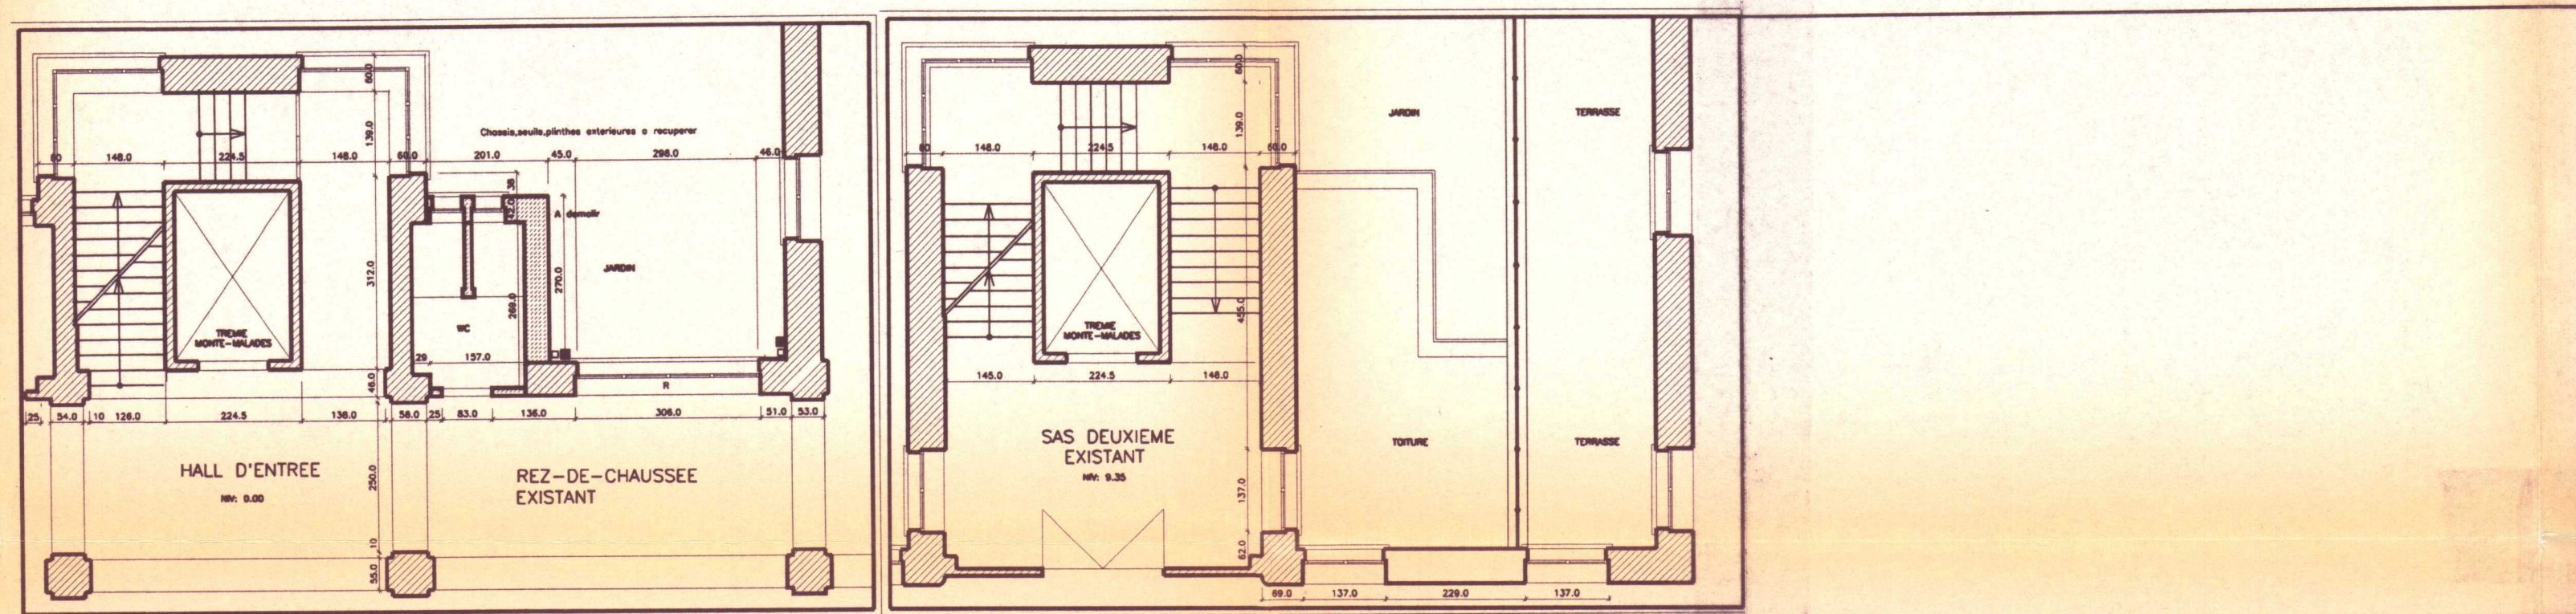 60.0
139.0
Chassis,seuils,plinthes exterieures a recuperer
60
148.0
224.5
148.0
60.0
201.0
45.0
298.0
46.0
38
42.0
A demolir
312.0
270.0
269.0
JARDIN
TREMIE
MONTE-MALADES
WC
29
157.0
46.0
R
25
54.0
10
126.0
224.5
136.0
58.0
25
83.0
136.0
306.0
51.0
53.0
HALL D'ENTREE
NIV: 0.00
250.0
REZ-DE-CHAUSSEE
EXISTANT
10
55.0
60.0
139.0
JARDIN
TERRASSE
60
148.0
224.5
148.0
60.0
455.0
TREMIE
MONTE-MALADES
145.0
224.5
148.0
SAS DEUXIEME
EXISTANT
NIV: 9.35
TOITURE
TERRASSE
137.0
62.0
69.0
137.0
229.0
137.0